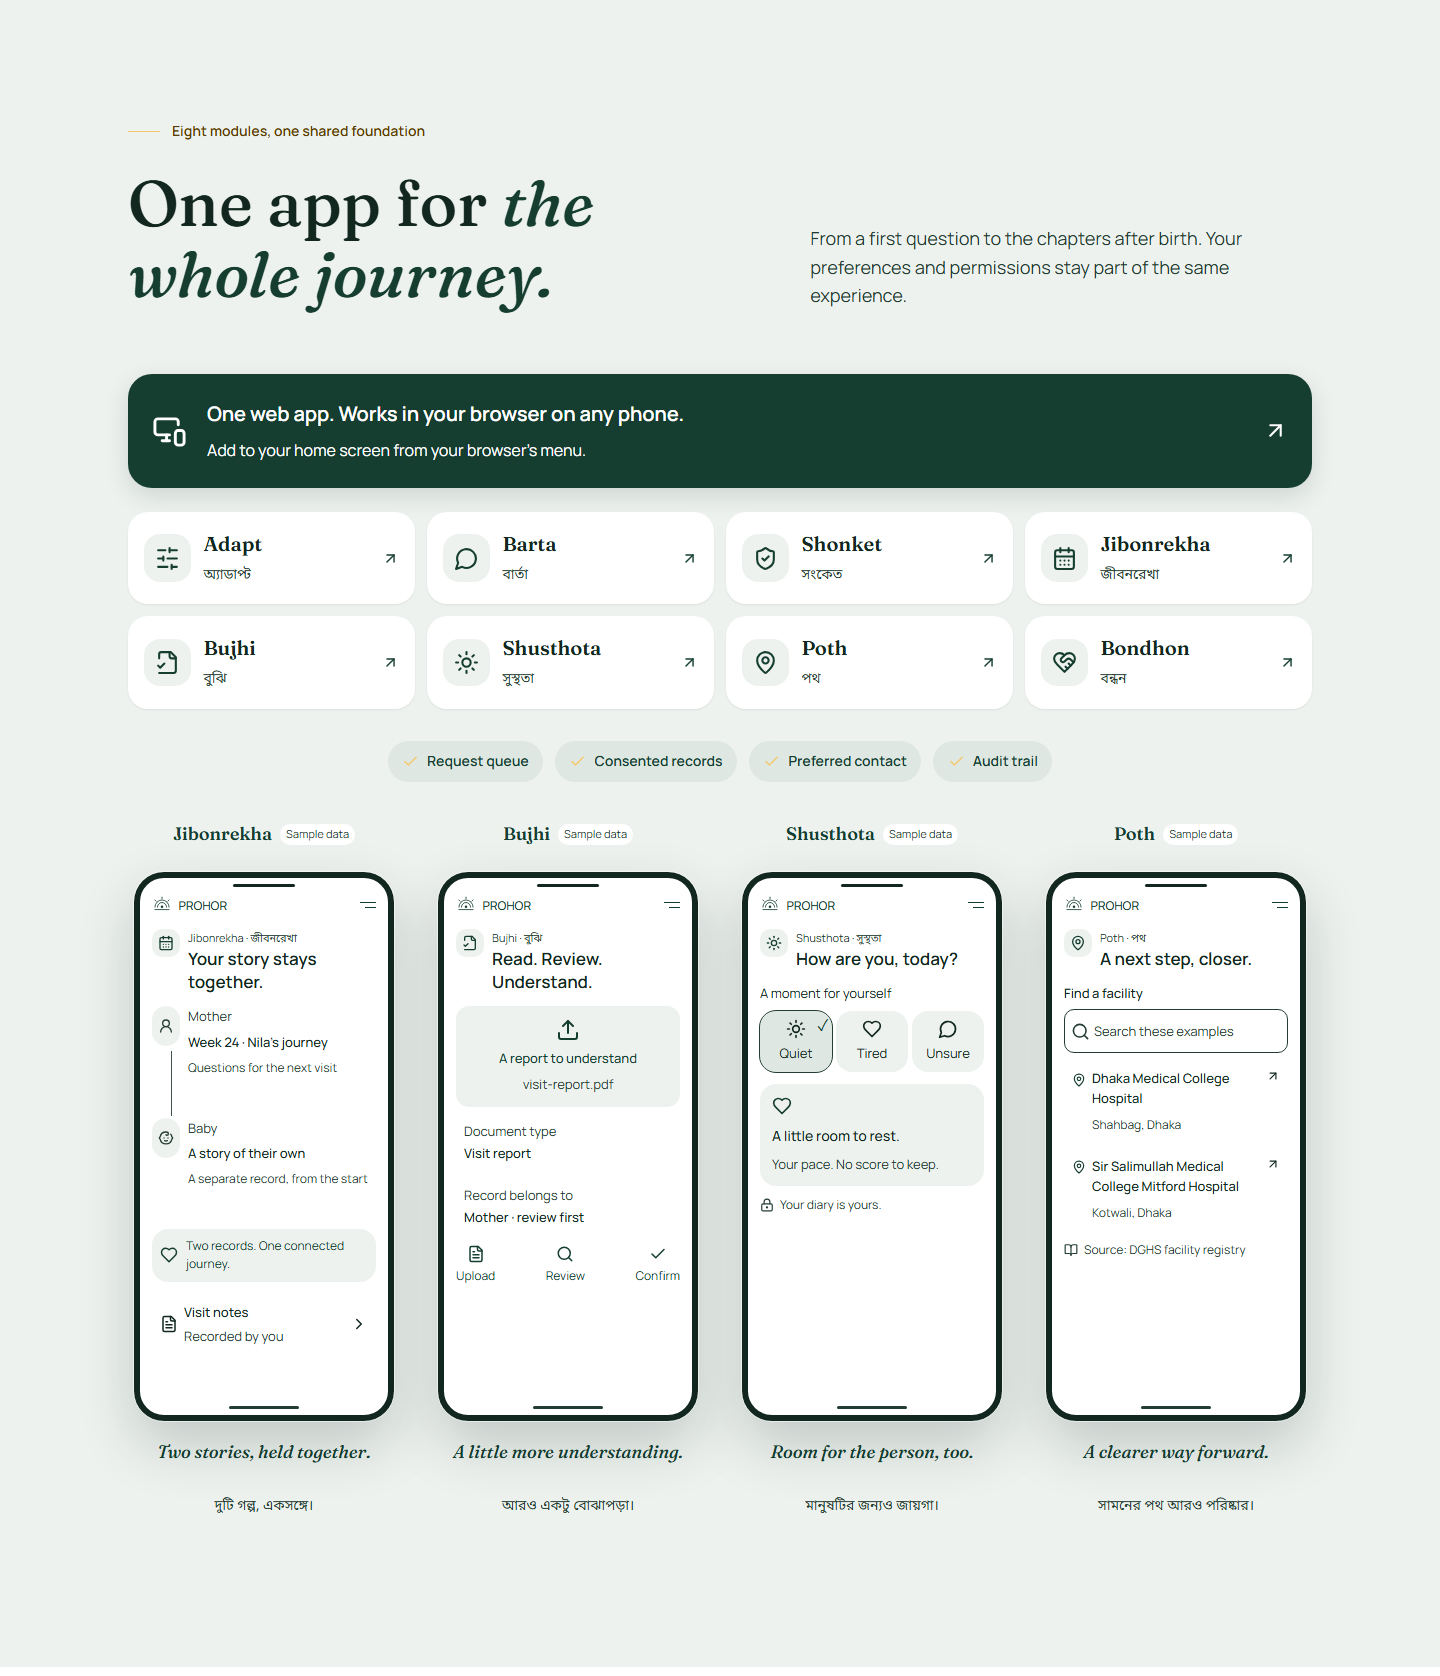 Eight modules, one shared foundation
One app for the
whole journey.
From a first question to the chapters after birth. Your
preferences and permissions stay part of the same
experience.
One web app. Works in your browser on any phone.
Add to your home screen from your browser's menu.
Adapt
অ্যাডাপ্ট
Barta
বার্তা
Shonket
সংকেত
Jibonrekha
জীবনরেখা
Bujhi
বুঝি
Shusthota
সুস্থতা
Poth
পথ
Bondhon
বন্ধন
Request queue
Consented records
Preferred contact
Audit trail
Jibonrekha
Sample data
PROHOR
Jibonrekha · জীবনরেখা
Your story stays
together.
Mother
Week 24 · Nila's journey
Questions for the next visit
Baby
A story of their own
A separate record, from the start
Two records. One connected
journey.
Visit notes
Recorded by you
Two stories, held together.
দুটি গল্প, একসঙ্গে।
Bujhi
Sample data
PROHOR
Bujhi · বুঝি
Read. Review.
Understand.
A report to understand
visit-report.pdf
Document type
Visit report
Record belongs to
Mother · review first
Upload
Review
Confirm
A little more understanding.
আরও একটু বোঝাপড়া।
Shusthota
Sample data
PROHOR
Shusthota · সুস্থতা
How are you, today?
A moment for yourself
Quiet
Tired
Unsure
A little room to rest.
Your pace. No score to keep.
Your diary is yours.
Room for the person, too.
মানুষটির জন্যও জায়গা।
Poth
Sample data
PROHOR
Poth · পথ
A next step, closer.
Find a facility
Search these examples
Dhaka Medical College
Hospital
Shahbag, Dhaka
Sir Salimullah Medical
College Mitford Hospital
Kotwali, Dhaka
Source: DGHS facility registry
A clearer way forward.
সামনের পথ আরও পরিষ্কার।